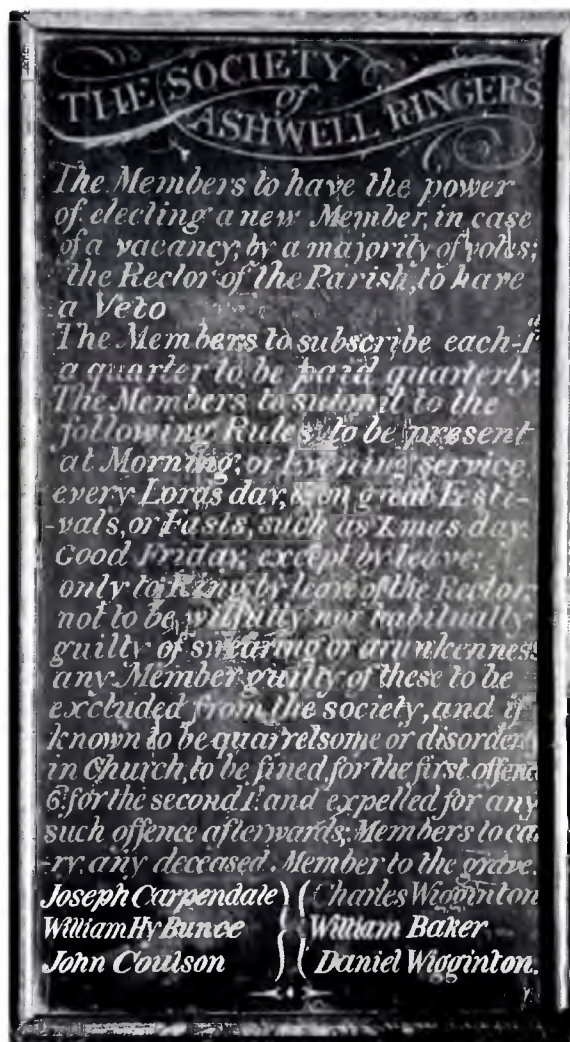 THE SOCIETY
of
ASHWELL RINGERS
The Members to have the power
of electing a new Member, in case
of a vacancy; by a majority of votes;
the Rector of the Parish, to have
a Veto
The Members to subscribe each
a quarter to be paid quarterly.
The Members to submit to the
following Rules, to be present
at Morning, or Evening service
every Lords day, & on great Festi-
-vals, or Fasts, such as Xmas day.
Good Friday, except by leave;
only to Ring by leave of the Rector;
not to be wilfully nor habitually
guilty of swearing or drunkenness
any Member guilty of these to be
excluded from the society, and if
known to be quarrelsome or disorder
in Church, to be fined, for the first offenc
6.d for the second 1.s and expelled for any
such offence afterwards; Members to ca
-ry any deceased Member to the grave.
Joseph Carpendale Charles Wigginton
William Hy Bunce William Baker
John Coulson Daniel Wigginton.